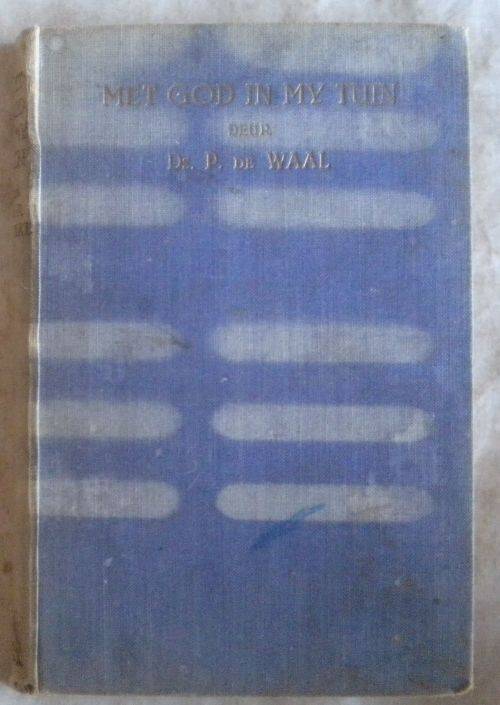 MET GOD IN MY TUIN
DEUR
Ds. P. DE WAAL